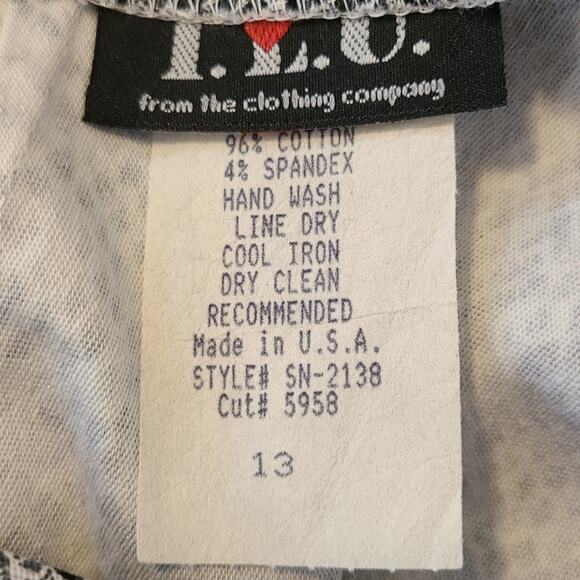 I.L.U.
from the clothing company
96% COTTON
4% SPANDEX
HAND WASH
LINE DRY
COOL IRON
DRY CLEAN
RECOMMENDED
Made in U.S.A.
STYLE# SN-2138
Cut# 5958
13